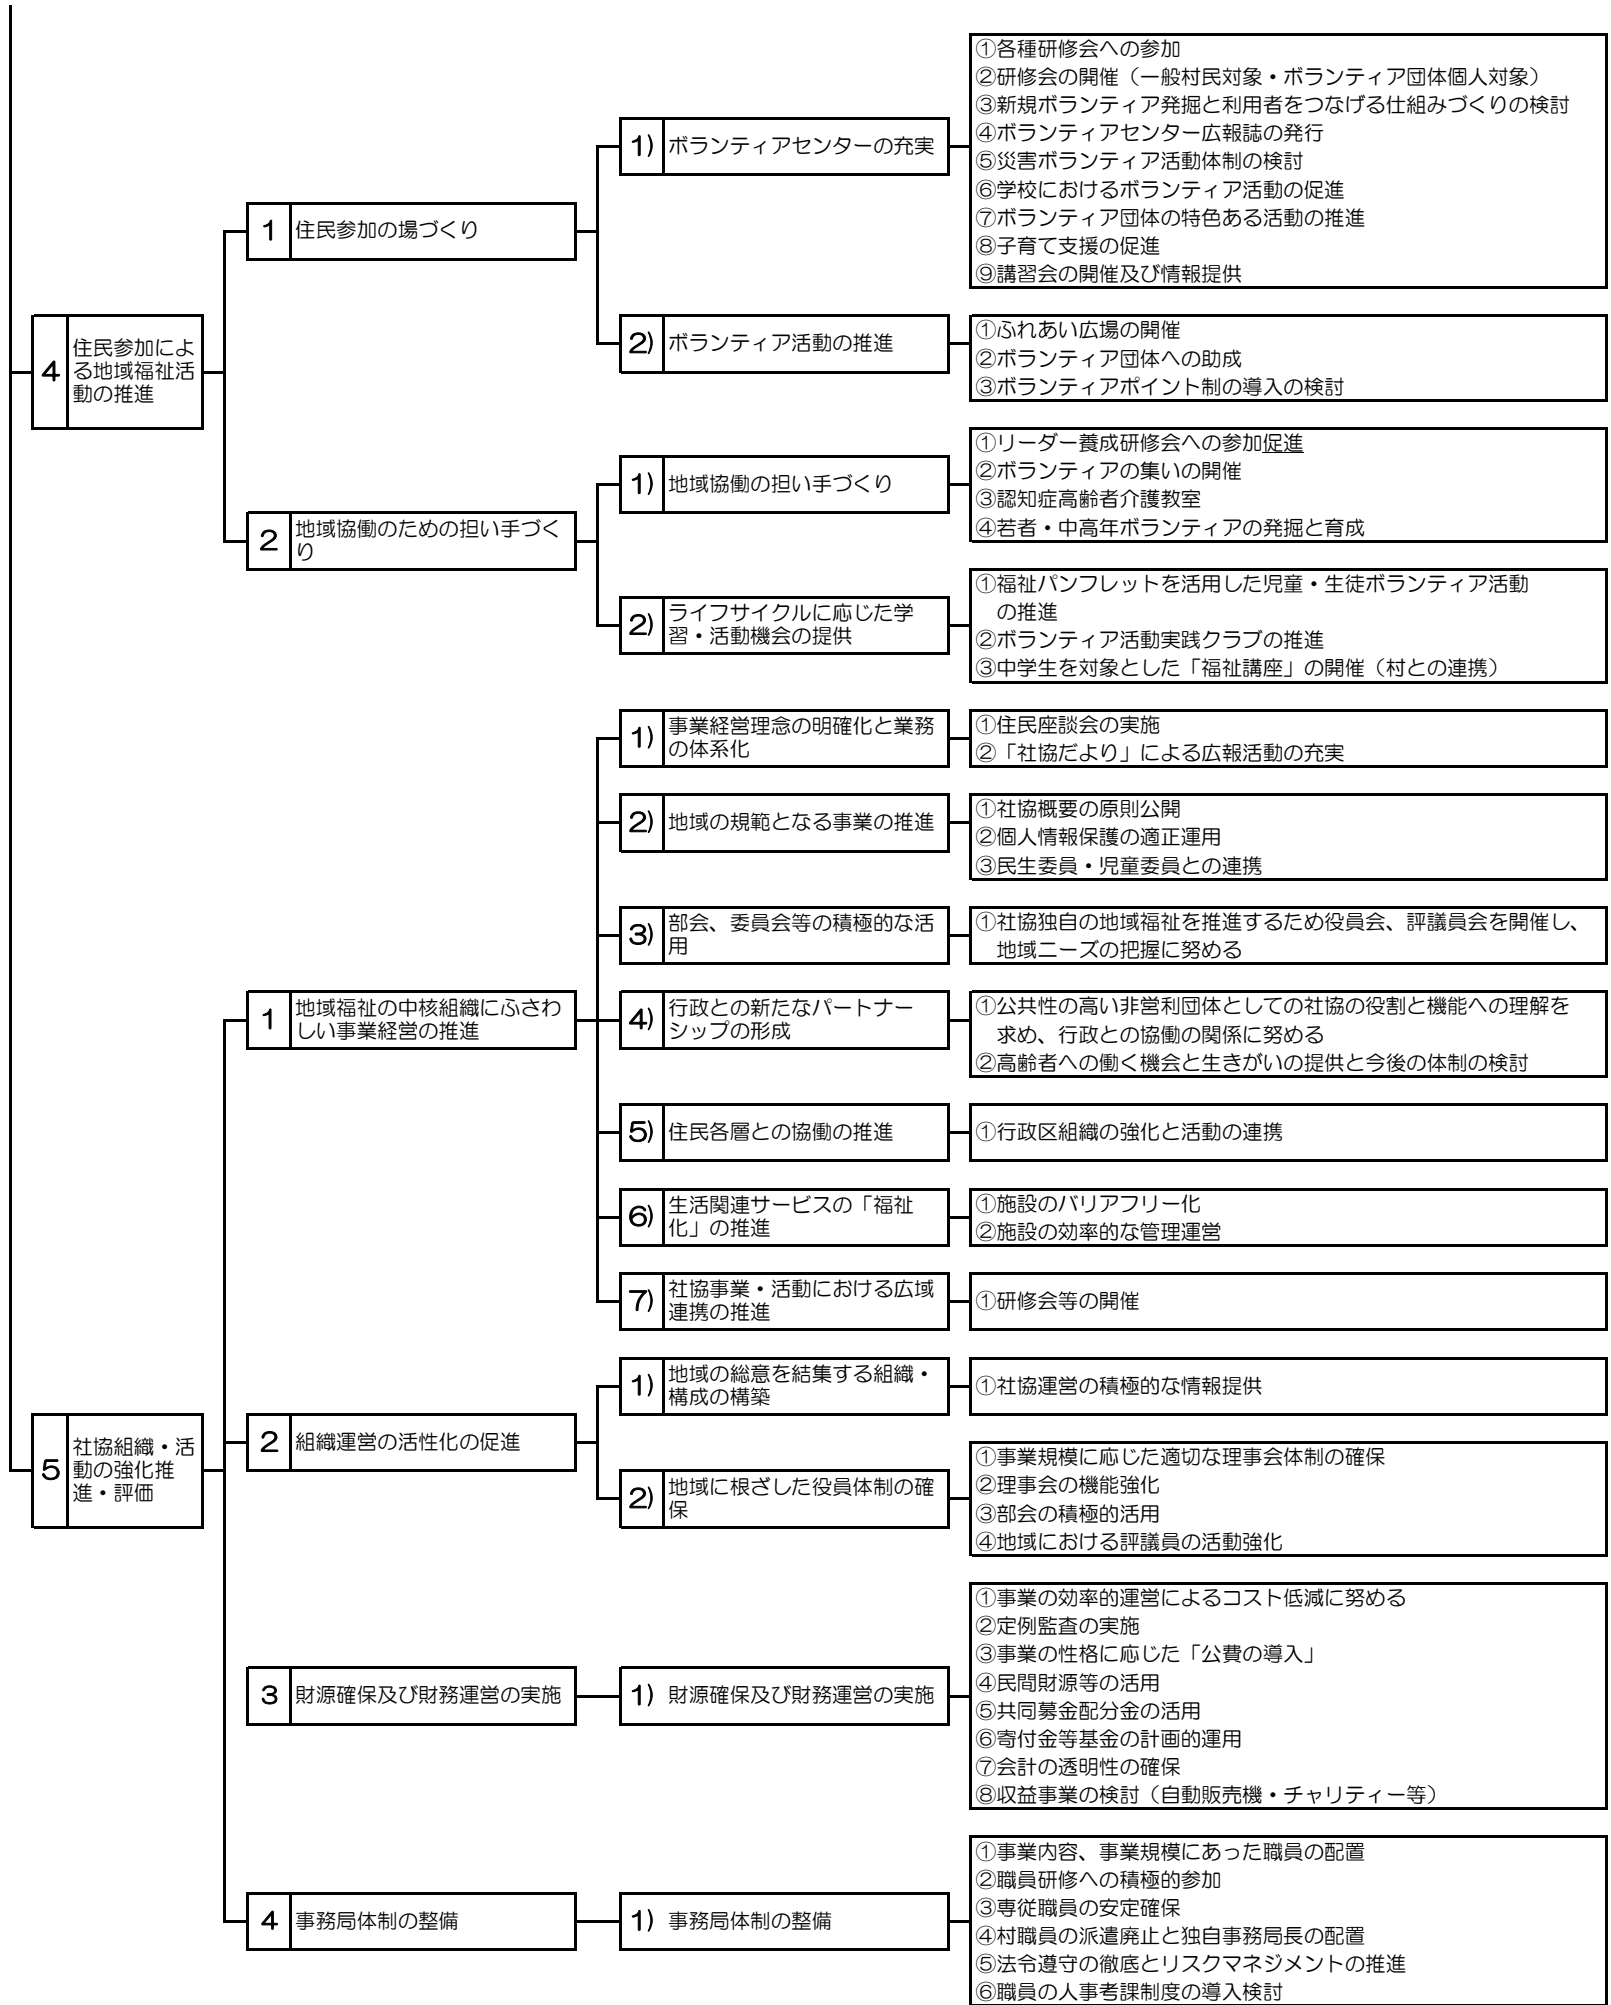 4
住民参加によ
る地域福祉活
動の推進
1
住民参加の場づくり
1)
ボランティアセンターの充実
①各種研修会への参加
②研修会の開催（一般村民対象・ボランティア団体個人対象）
③新規ボランティア発掘と利用者をつなげる仕組みづくりの検討
④ボランティアセンター広報誌の発行
⑤災害ボランティア活動体制の検討
⑥学校におけるボランティア活動の促進
⑦ボランティア団体の特色ある活動の推進
⑧子育て支援の促進
⑨講習会の開催及び情報提供
2)
ボランティア活動の推進
①ふれあい広場の開催
②ボランティア団体への助成
③ボランティアポイント制の導入の検討
2
地域協働のための担い手づく
り
1)
地域協働の担い手づくり
①リーダー養成研修会への参加促進
②ボランティアの集いの開催
③認知症高齢者介護教室
④若者・中高年ボランティアの発掘と育成
2)
ライフサイクルに応じた学
習・活動機会の提供
①福祉パンフレットを活用した児童・生徒ボランティア活動
の推進
②ボランティア活動実践クラブの推進
③中学生を対象とした「福祉講座」の開催（村との連携）
5
社協組織・活
動の強化推
進・評価
1
地域福祉の中核組織にふさわ
しい事業経営の推進
1)
事業経営理念の明確化と業務
の体系化
①住民座談会の実施
②「社協だより」による広報活動の充実
2)
地域の規範となる事業の推進
①社協概要の原則公開
②個人情報保護の適正運用
③民生委員・児童委員との連携
3)
部会、委員会等の積極的な活
用
①社協独自の地域福祉を推進するため役員会、評議員会を開催し、
地域ニーズの把握に努める
4)
行政との新たなパートナー
シップの形成
①公共性の高い非営利団体としての社協の役割と機能への理解を
求め、行政との協働の関係に努める
②高齢者への働く機会と生きがいの提供と今後の体制の検討
5)
住民各層との協働の推進
①行政区組織の強化と活動の連携
6)
生活関連サービスの「福祉
化」の推進
①施設のバリアフリー化
②施設の効率的な管理運営
7)
社協事業・活動における広域
連携の推進
①研修会等の開催
2
組織運営の活性化の促進
1)
地域の総意を結集する組織・
構成の構築
①社協運営の積極的な情報提供
2)
地域に根ざした役員体制の確
保
①事業規模に応じた適切な理事会体制の確保
②理事会の機能強化
③部会の積極的活用
④地域における評議員の活動強化
3
財源確保及び財務運営の実施
1)
財源確保及び財務運営の実施
①事業の効率的運営によるコスト低減に努める
②定例監査の実施
③事業の性格に応じた「公費の導入」
④民間財源等の活用
⑤共同募金配分金の活用
⑥寄付金等基金の計画的運用
⑦会計の透明性の確保
⑧収益事業の検討（自動販売機・チャリティー等）
4
事務局体制の整備
1)
事務局体制の整備
①事業内容、事業規模にあった職員の配置
②職員研修への積極的参加
③専従職員の安定確保
④村職員の派遣廃止と独自事務局長の配置
⑤法令遵守の徹底とリスクマネジメントの推進
⑥職員の人事考課制度の導入検討